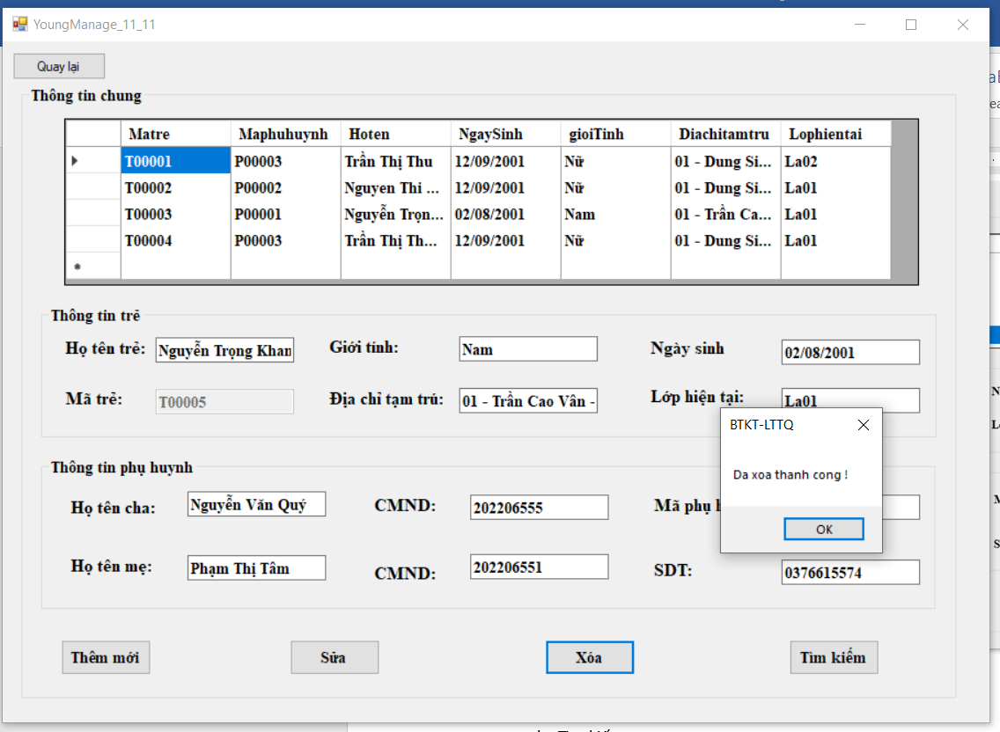 YoungManage_11_11
Quay lại
Thông tin chung
Matre Maphuhuynh Hoten NgaySinh gioiTinh Diachitamtru Lophientai
T00001 P00003 Trần Thị Thu 12/09/2001 Nữ 01 - Dung Si... La02
T00002 P00002 Nguyen Thi ... 12/09/2001 Nữ 01 - Dung Si... La01
T00003 P00001 Nguyễn Trọn... 02/08/2001 Nam 01 - Trần Ca... La01
T00004 P00003 Trần Thị Th... 12/09/2001 Nữ 01 - Dung Si... La01
Thông tin trẻ
Họ tên trẻ: Nguyễn Trọng Khan Giới tính: Nam Ngày sinh 02/08/2001
Mã trẻ: T00005 Địa chỉ tạm trú: 01 - Trần Cao Vân - Lớp hiện tại: La01
BTKT-LTTQ
Da xoa thanh cong !
OK
Thông tin phụ huynh
Họ tên cha: Nguyễn Văn Quý CMND: 202206555 Mã phụ
Họ tên mẹ: Phạm Thị Tâm CMND: 202206551 SDT: 0376615574
Thêm mới Sửa Xóa Tìm kiếm